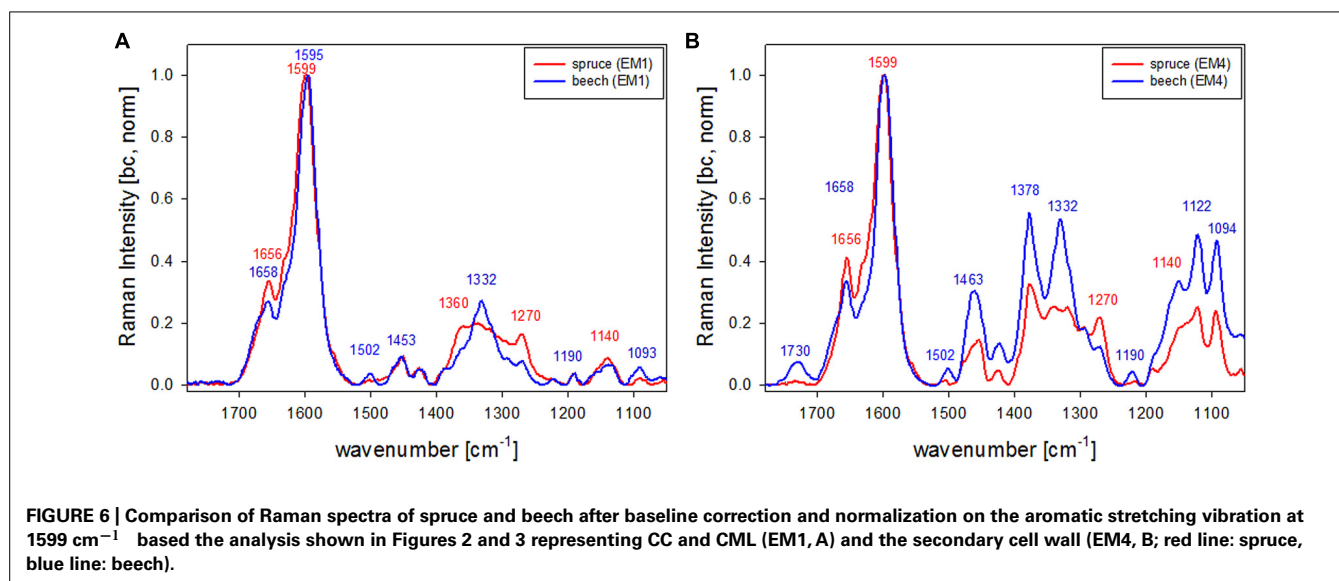 A
1595
1599
spruce (EM1)
beech (EM1)
1.0
0.8
0.6
0.4
0.2
0.0
Raman Intensity [bc, norm]
1656
1658
1502
1453
1360
1332
1270
1190
1140
1093
1700 1600 1500 1400 1300 1200 1100
wavenumber [cm⁻¹]
B
1599
spruce (EM4)
beech (EM4)
1.0
0.8
0.6
0.4
0.2
0.0
Raman Intensity [bc, norm]
1730
1658
1656
1502
1463
1378
1332
1270
1190
1140
1122
1094
1700 1600 1500 1400 1300 1200 1100
wavenumber [cm⁻¹]
FIGURE 6 | Comparison of Raman spectra of spruce and beech after baseline correction and normalization on the aromatic stretching vibration at
1599 cm⁻¹ based the analysis shown in Figures 2 and 3 representing CC and CML (EM1, A) and the secondary cell wall (EM4, B; red line: spruce,
blue line: beech).